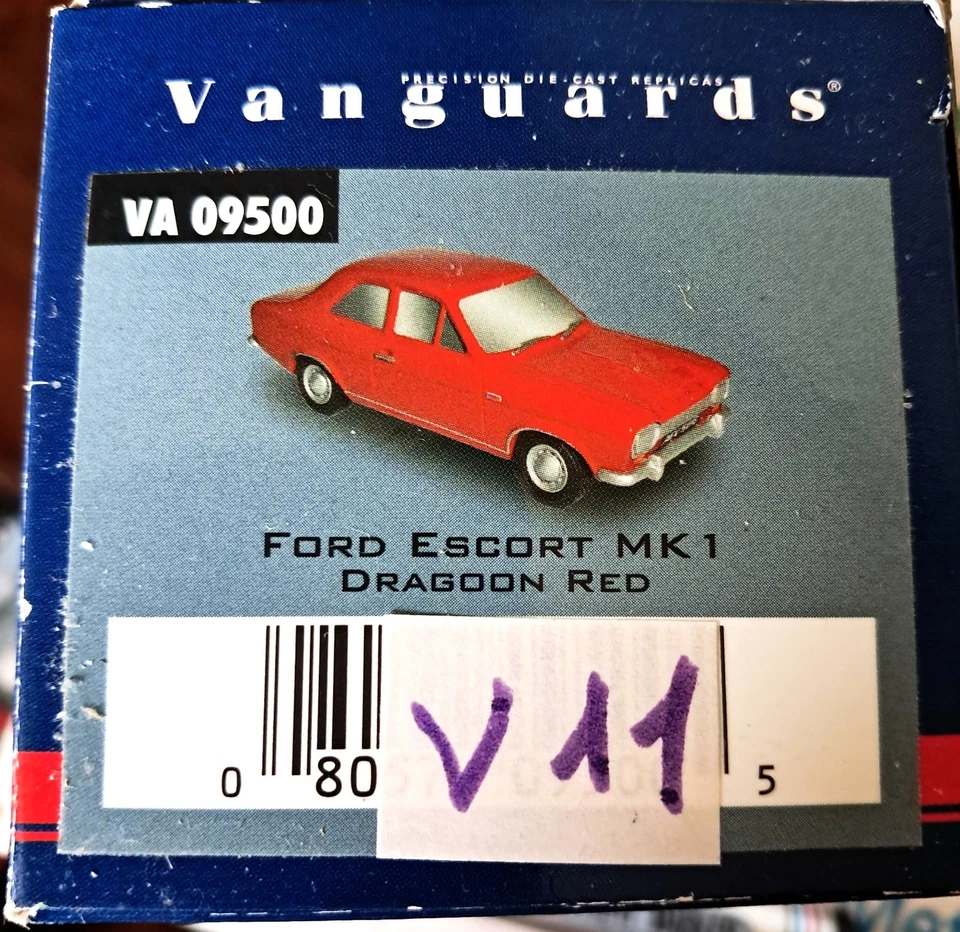 PRECISION DIE-CAST REPLICAS
Vanguards®
VA 09500
FORD ESCORT MK1
DRAGOON RED
V11
0 80 5